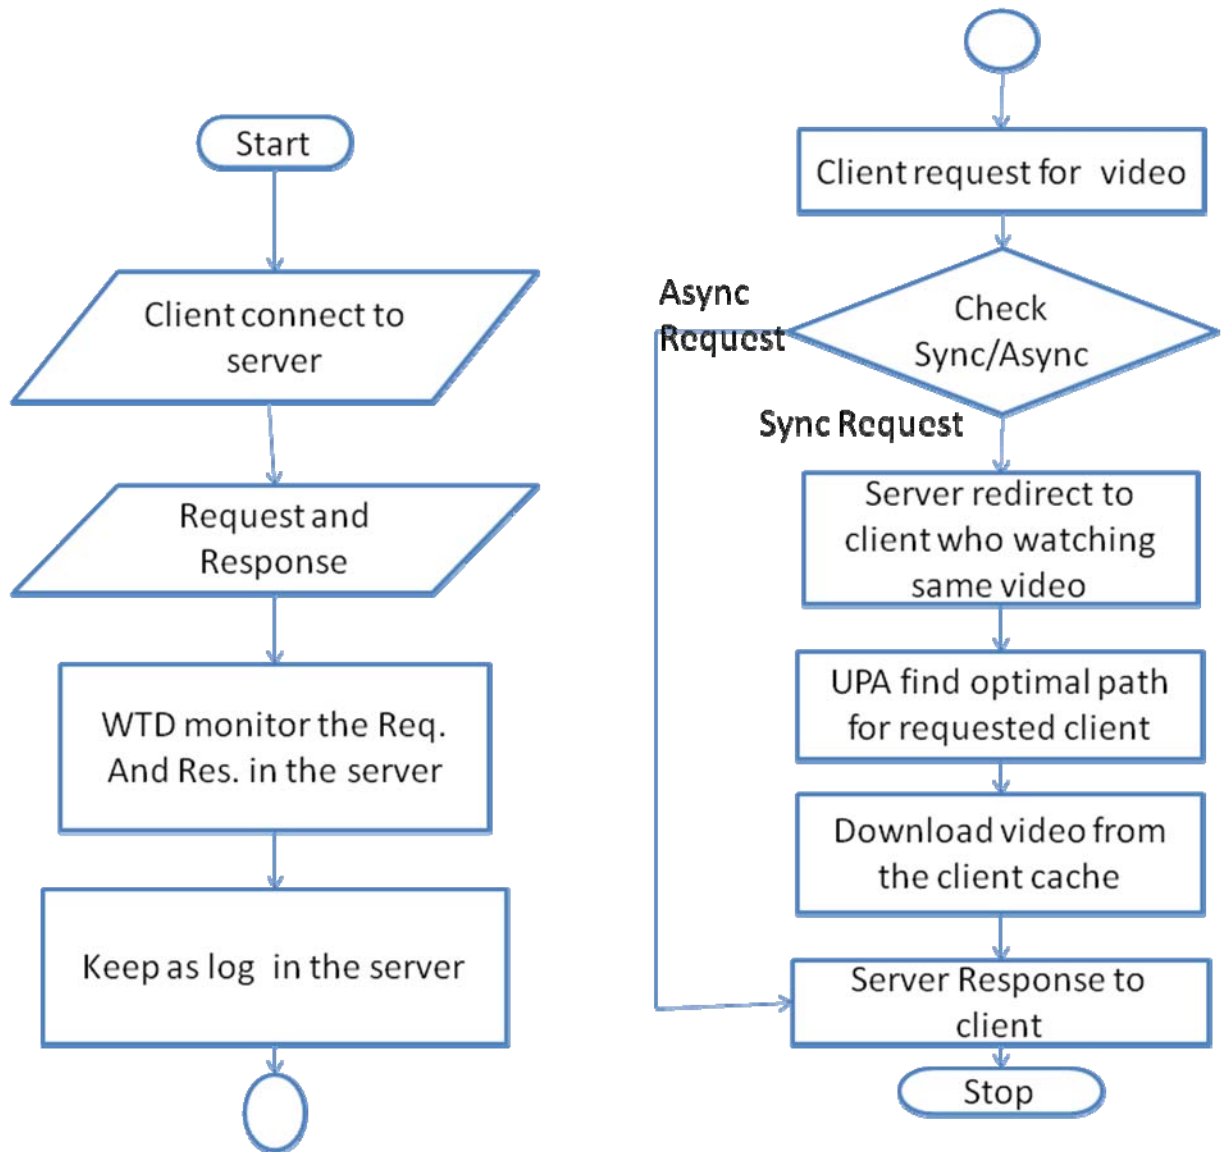 Start
Client connect to
server
Request and
Response
WTD monitor the Req.
And Res. in the server
Keep as log in the server
Client request for video
Check
Sync/Async
Async
Request
Sync Request
Server redirect to
client who watching
same video
UPA find optimal path
for requested client
Download video from
the client cache
Server Response to
client
Stop